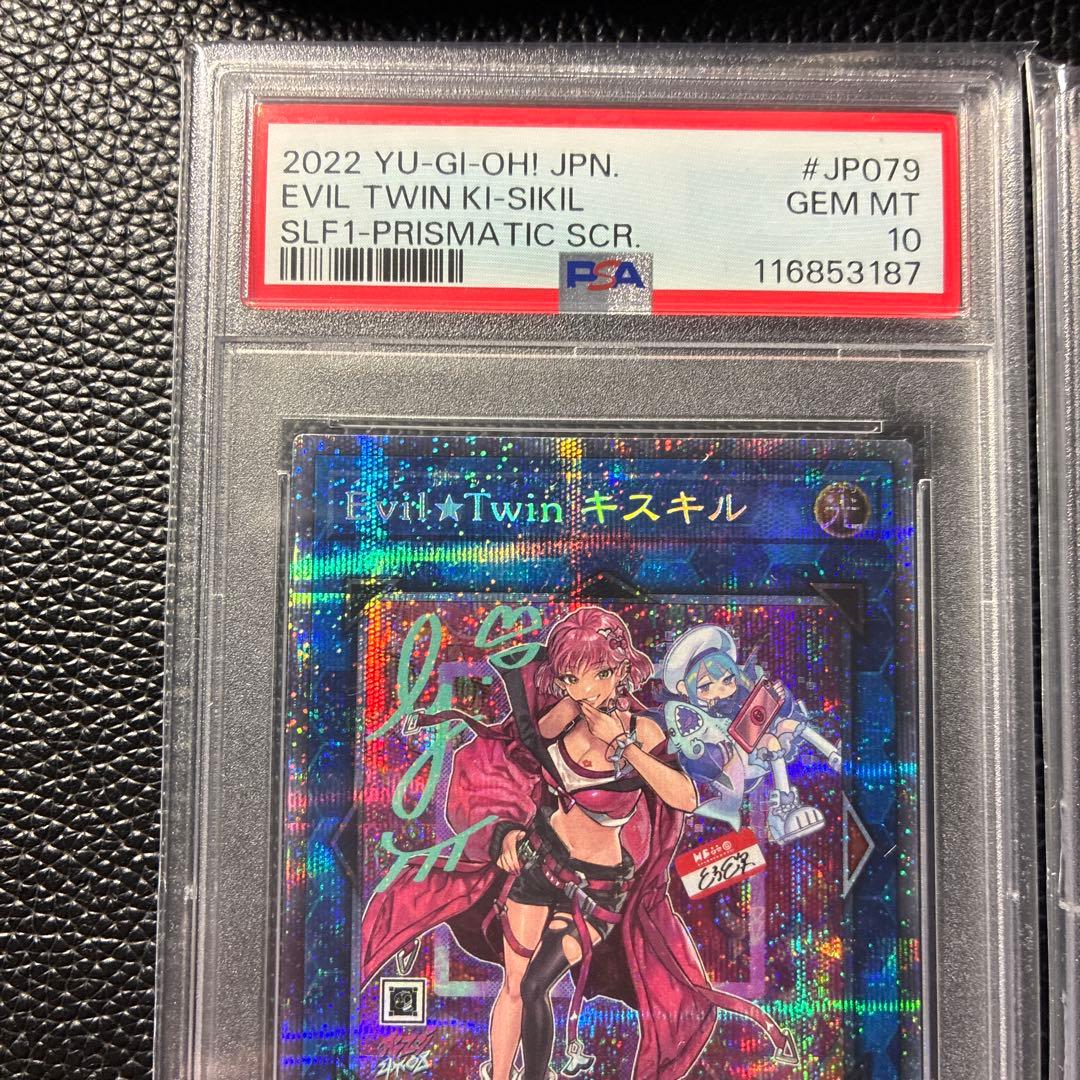 2022 YU-GI-OH! JPN. #JP079
EVIL TWIN KI-SIKIL GEM MT
SLF1-PRISMATIC SCR. 10
PSA 116853187
Evil★Twin キスキル 光